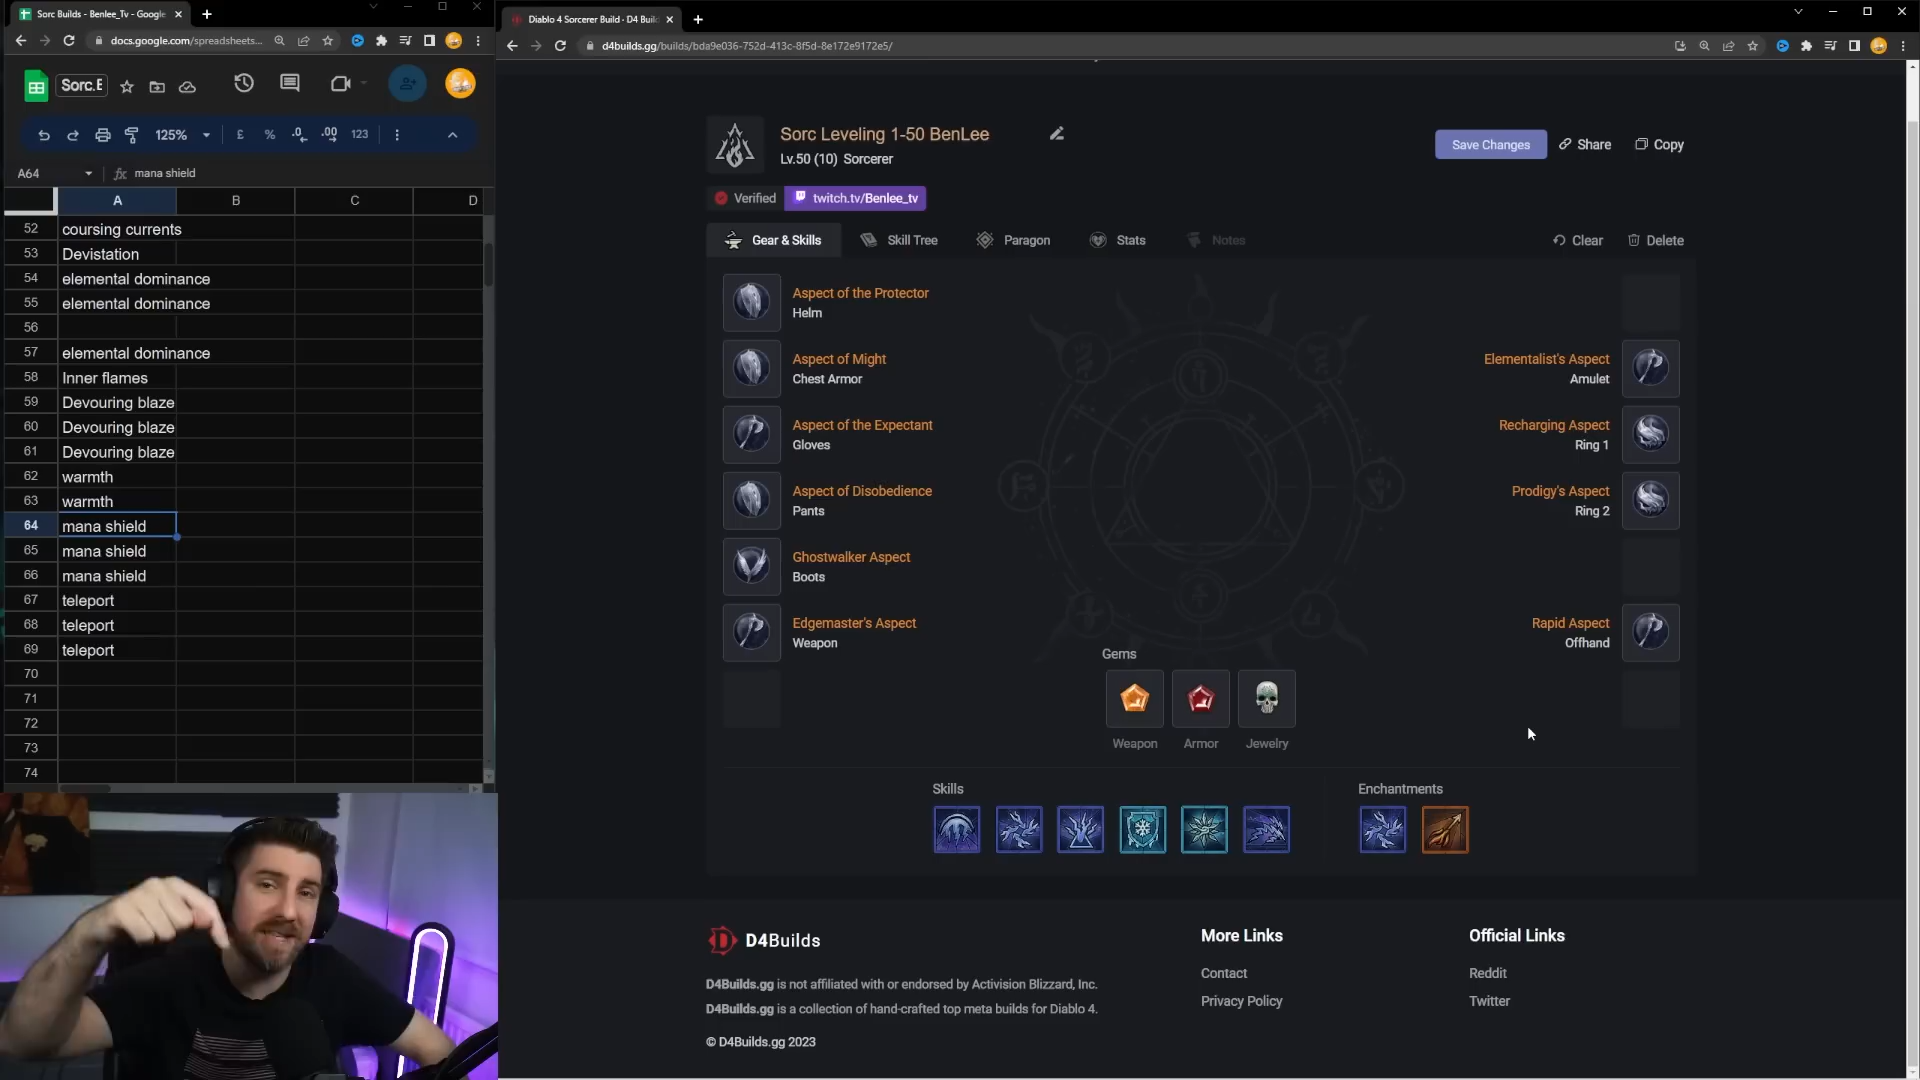 Sorc Builds - Benlee_Tv - Google
docs.google.com/spreadsheets...
Sorc.B
125%
£
%
.0
.00
123
A64
fx
mana shield
A
B
C
D
52 coursing currents
53 Devistation
54 elemental dominance
55 elemental dominance
56
57 elemental dominance
58 Inner flames
59 Devouring blaze
60 Devouring blaze
61 Devouring blaze
62 warmth
63 warmth
64 mana shield
65 mana shield
66 mana shield
67 teleport
68 teleport
69 teleport
70
71
72
73
74
Diablo 4 Sorcerer Build - D4 Buil
d4builds.gg/builds/bda9e036-752d-413c-8f5d-8e172e9172e5/
Sorc Leveling 1-50 BenLee
Lv.50 (10) Sorcerer
Save Changes
Share
Copy
Verified
twitch.tv/Benlee_tv
Gear & Skills
Skill Tree
Paragon
Stats
Notes
Clear
Delete
Aspect of the Protector
Helm
Aspect of Might
Chest Armor
Aspect of the Expectant
Gloves
Aspect of Disobedience
Pants
Ghostwalker Aspect
Boots
Edgemaster's Aspect
Weapon
Elementalist's Aspect
Amulet
Recharging Aspect
Ring 1
Prodigy's Aspect
Ring 2
Rapid Aspect
Offhand
Gems
Weapon
Armor
Jewelry
Skills
Enchantments
D4Builds
D4Builds.gg is not affiliated with or endorsed by Activision Blizzard, Inc.
D4Builds.gg is a collection of hand-crafted top meta builds for Diablo 4.
© D4Builds.gg 2023
More Links
Contact
Privacy Policy
Official Links
Reddit
Twitter